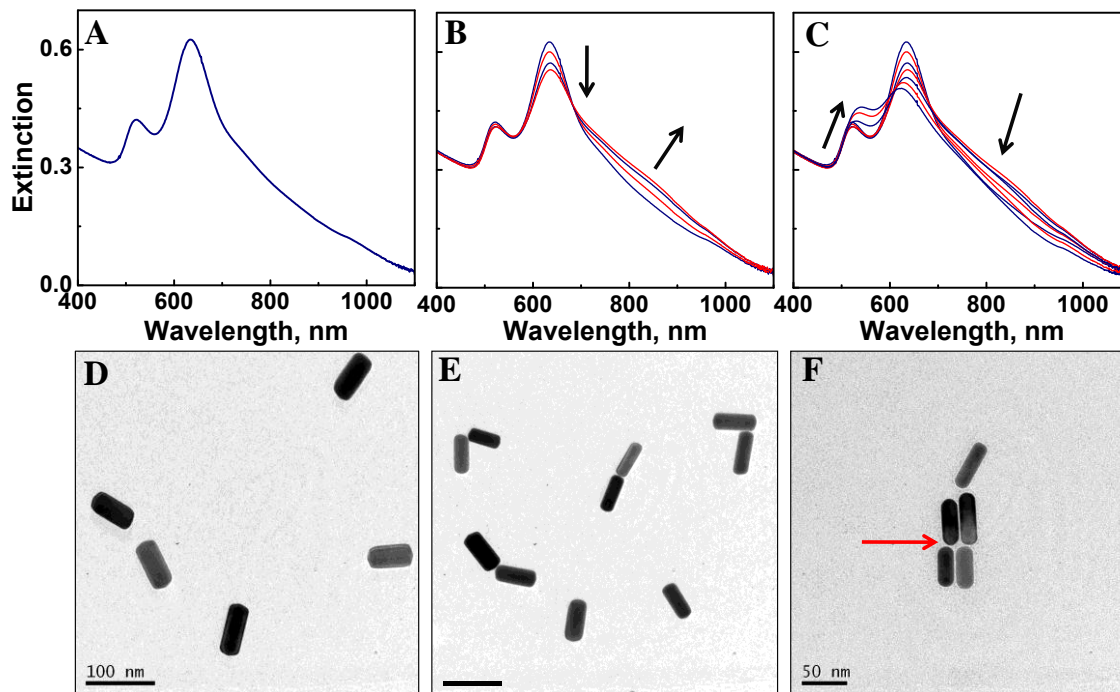 A
B
C
Extinction
0.6
0.3
0.0
400 600 800 1000
400 600 800 1000
400 600 800 1000
Wavelength, nm
Wavelength, nm
Wavelength, nm
D
E
F
100 nm
50 nm